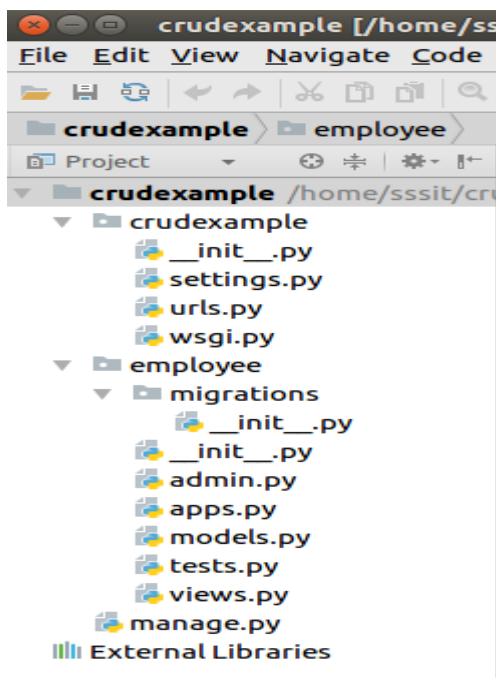 crudexample [/home/ss
File Edit View Navigate Code
crudexample employee
Project
crudexample /home/sssit/cru
crudexample
__init__.py
settings.py
urls.py
wsgi.py
employee
migrations
__init__.py
__init__.py
admin.py
apps.py
models.py
tests.py
views.py
manage.py
External Libraries